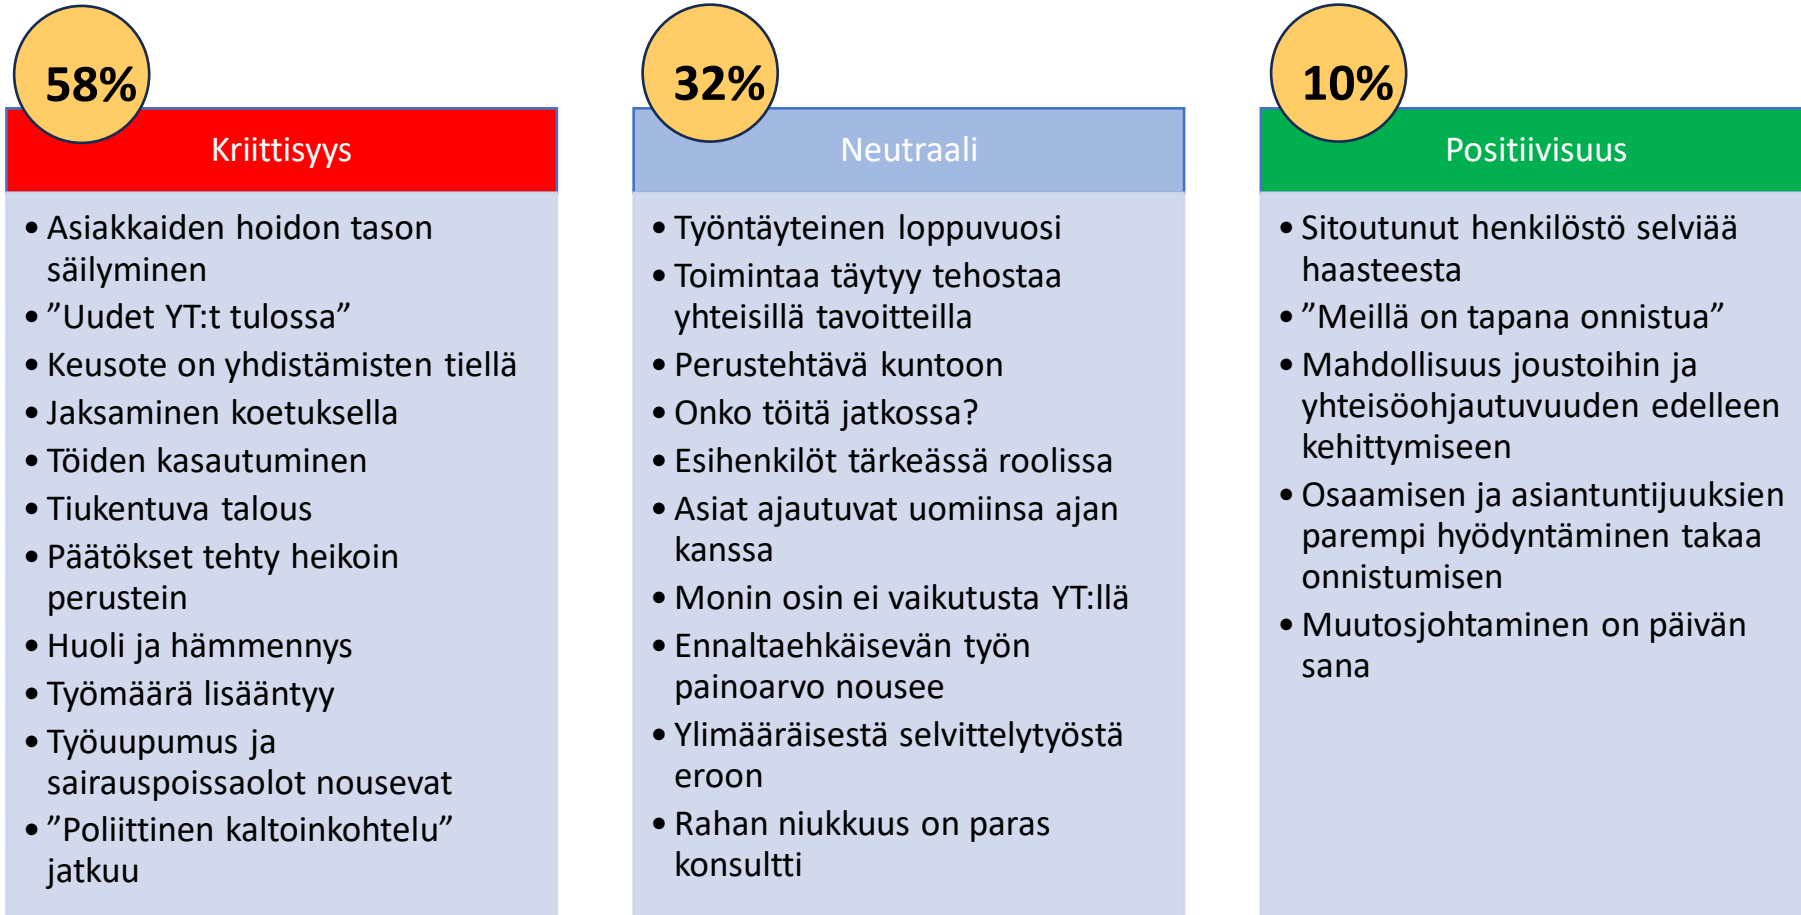 58%
Kriittisyys
• Asiakkaiden hoidon tason
säilyminen
• ”Uudet YT:t tulossa”
• Keusote on yhdistämisten tiellä
• Jaksaminen koetuksella
• Töiden kasautuminen
• Tiukentuva talous
• Päätökset tehty heikoin
perustein
• Huoli ja hämmennys
• Työmäärä lisääntyy
• Työuupumus ja
sairauspoissaolot nousevat
• ”Poliittinen kaltoinkohtelu”
jatkuu
32%
Neutraali
• Työntäyteinen loppuvuosi
• Toimintaa täytyy tehostaa
yhteisillä tavoitteilla
• Perustehtävä kuntoon
• Onko töitä jatkossa?
• Esihenkilöt tärkeässä roolissa
• Asiat ajautuvat uomiinsa ajan
kanssa
• Monin osin ei vaikutusta YT:llä
• Ennaltaehkäisevän työn
painoarvo nousee
• Ylimääräisestä selvittelytyöstä
eroon
• Rahan niukkuus on paras
konsultti
10%
Positiivisuus
• Sitoutunut henkilöstö selviää
haasteesta
• ”Meillä on tapana onnistua”
• Mahdollisuus joustoihin ja
yhteisöohjautuvuuden edelleen
kehittymiseen
• Osaamisen ja asiantuntijuuksien
parempi hyödyntäminen takaa
onnistumisen
• Muutosjohtaminen on päivän
sana